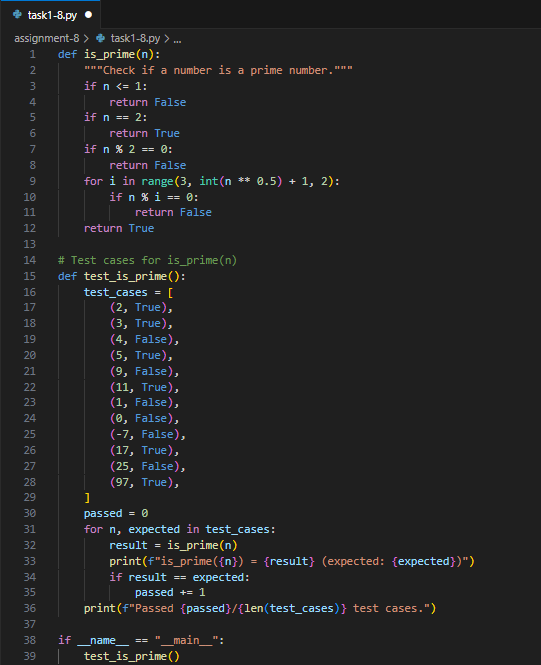 task1-8.py
assignment-8 > task1-8.py > ...
1 def is_prime(n):
2     """Check if a number is a prime number."""
3     if n <= 1:
4         return False
5     if n == 2:
6         return True
7     if n % 2 == 0:
8         return False
9     for i in range(3, int(n ** 0.5) + 1, 2):
10         if n % i == 0:
11             return False
12     return True
13
14 # Test cases for is_prime(n)
15 def test_is_prime():
16     test_cases = [
17         (2, True),
18         (3, True),
19         (4, False),
20         (5, True),
21         (9, False),
22         (11, True),
23         (1, False),
24         (0, False),
25         (-7, False),
26         (17, True),
27         (25, False),
28         (97, True),
29     ]
30     passed = 0
31     for n, expected in test_cases:
32         result = is_prime(n)
33         print(f"is_prime({n}) = {result} (expected: {expected})")
34         if result == expected:
35             passed += 1
36     print(f"Passed {passed}/{len(test_cases)} test cases.")
37
38 if __name__ == "__main__":
39     test_is_prime()